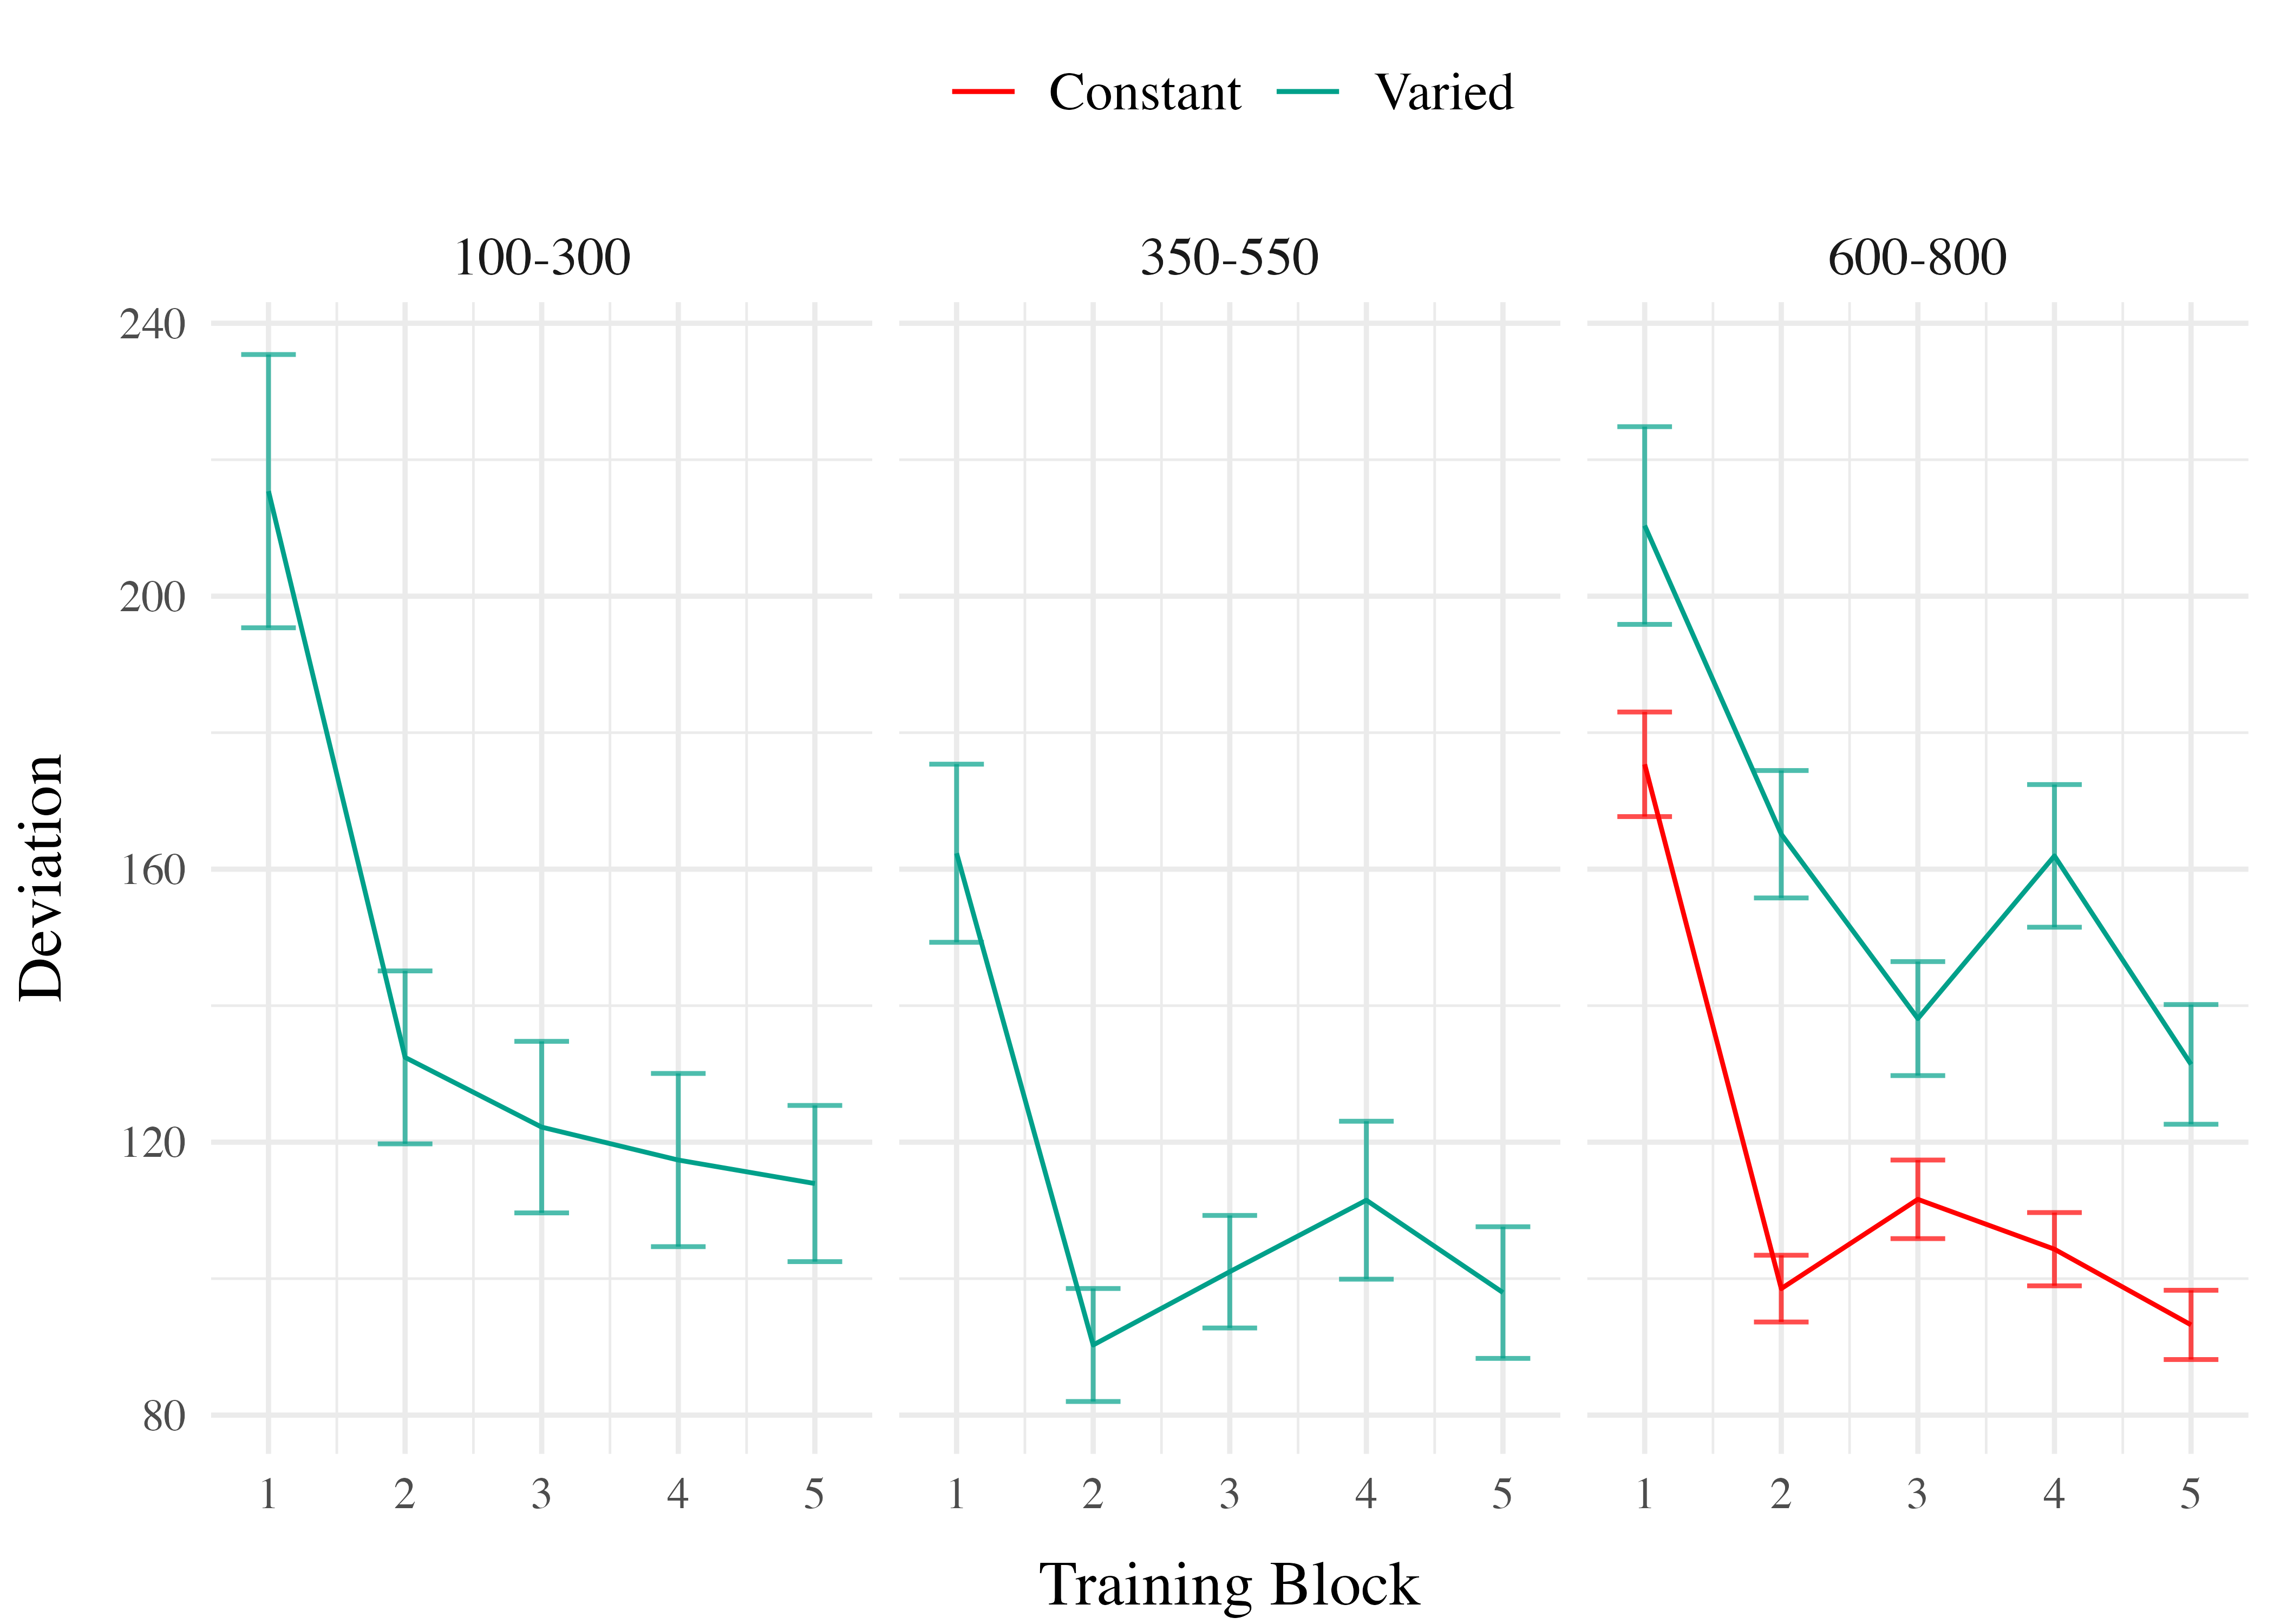 Constant Varied
100-300 350-550 600-800
240
200
160
120
80
Deviation
1 2 3 4 5 1 2 3 4 5 1 2 3 4 5
Training Block